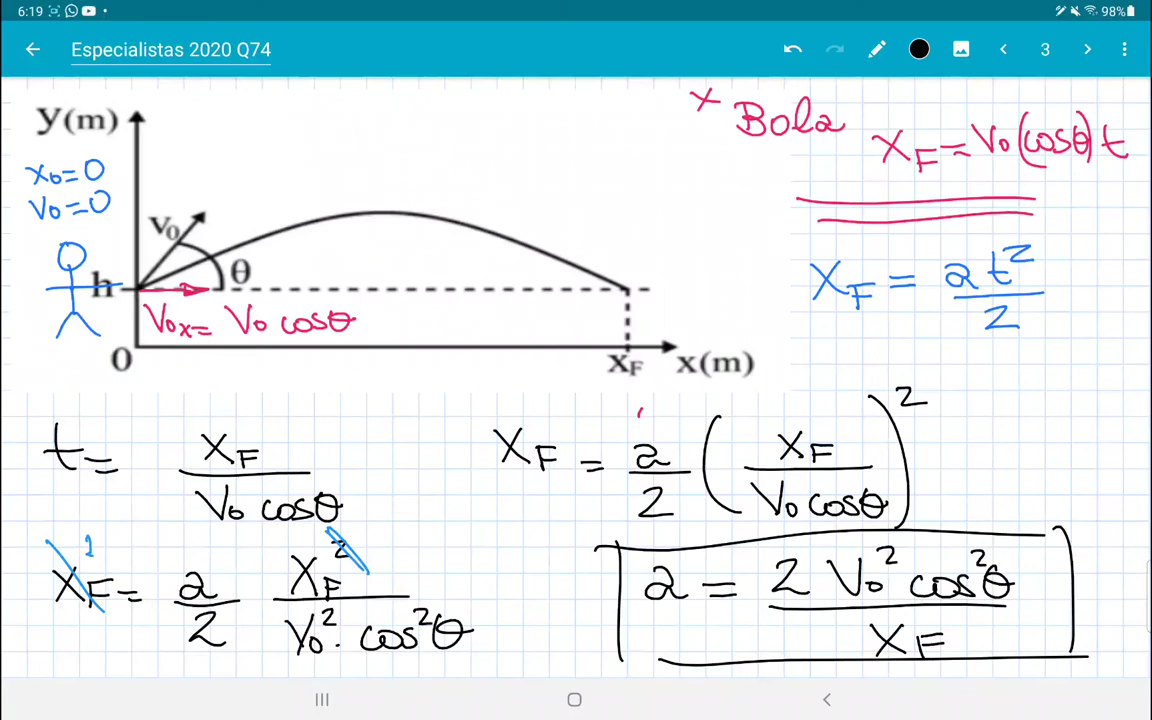 6:19 98%
Especialistas 2020 Q74 3
y(m)
x Bola
X_F = V₀(cosθ)t
x₀=0
V₀=0
V₀
θ
h
V₀x= V₀ cosθ
X_F = at²/2
0
X_F x(m)
t= X_F / V₀ cosθ
X_F = a/2 (X_F / V₀cosθ)²
1
X_F = a/2 X_F² / V₀² . cos²θ
a = 2 V₀² cos²θ / X_F